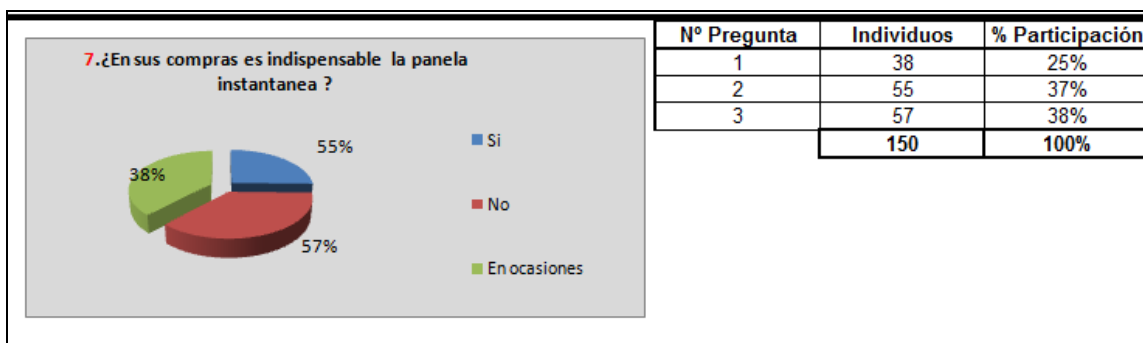 7.¿En sus compras es indispensable la panela
instantanea ?
55%
38%
57%
Si
No
En ocasiones
Nº Pregunta Individuos % Participación
1 38 25%
2 55 37%
3 57 38%
150 100%